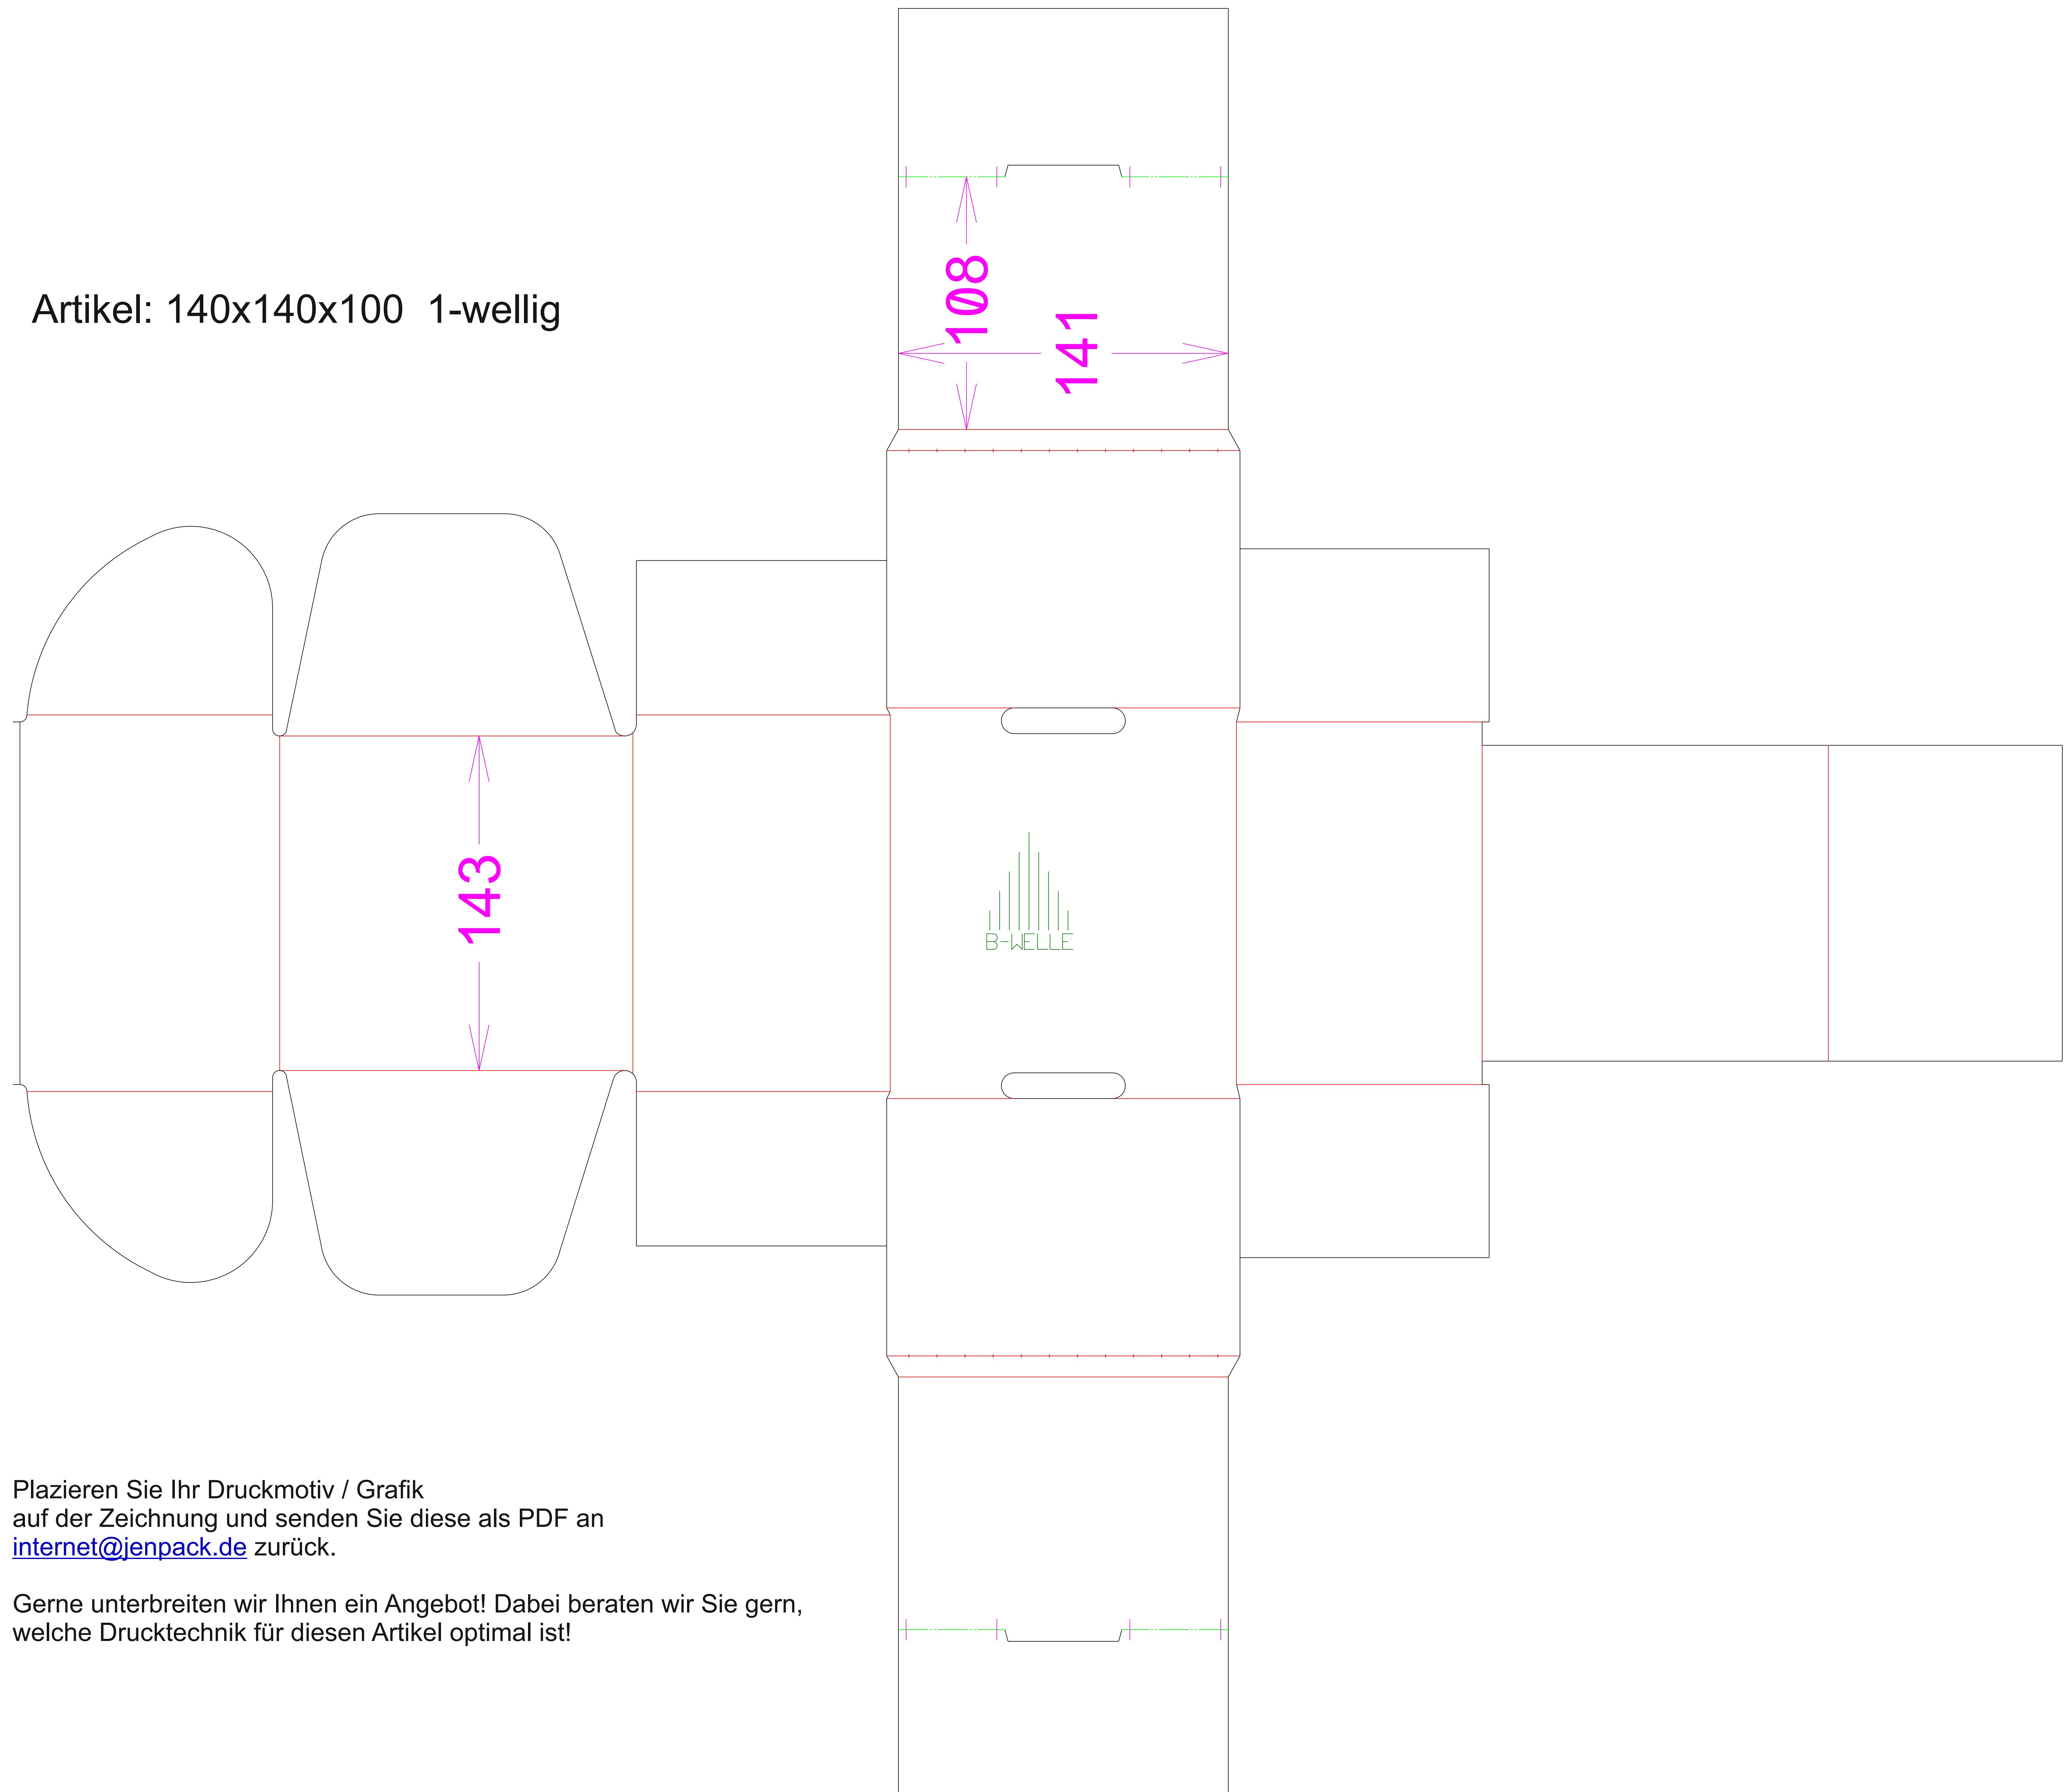 Artikel: 140x140x100 1-wellig
108
141
143
B-WELLE
Plazieren Sie Ihr Druckmotiv / Grafik
auf der Zeichnung und senden Sie diese als PDF an
internet@jenpack.de zurück.
Gerne unterbreiten wir Ihnen ein Angebot! Dabei beraten wir Sie gern,
welche Drucktechnik für diesen Artikel optimal ist!